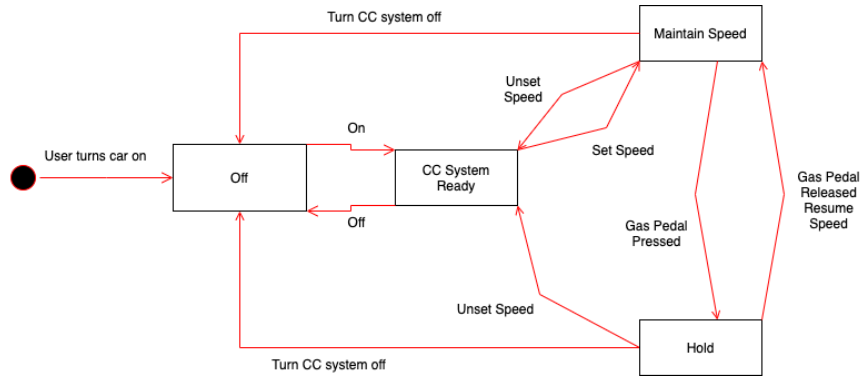 Turn CC system off
Maintain Speed
Unset
Speed
On
Set Speed
User turns car on
Off
CC System
Ready
Gas Pedal
Released
Resume
Speed
Off
Gas Pedal
Pressed
Unset Speed
Hold
Turn CC system off